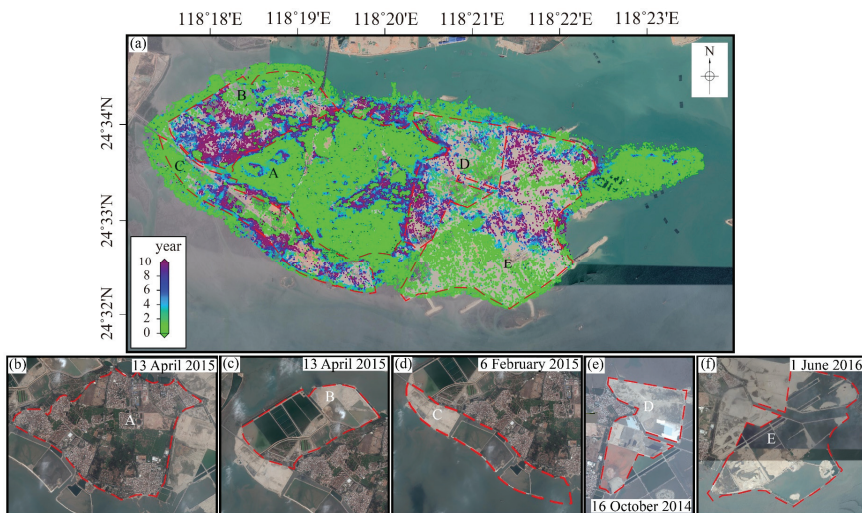 118°18'E 118°19'E 118°20'E 118°21'E 118°22'E 118°23'E
(a)
N
B
24°34'N
D
C
A
24°33'N
year
10
8
6
4
2
0
E
24°32'N
(b) 13 April 2015
A
(c) 13 April 2015
B
(d) 6 February 2015
C
(e)
D
16 October 2014
(f) 1 June 2016
E